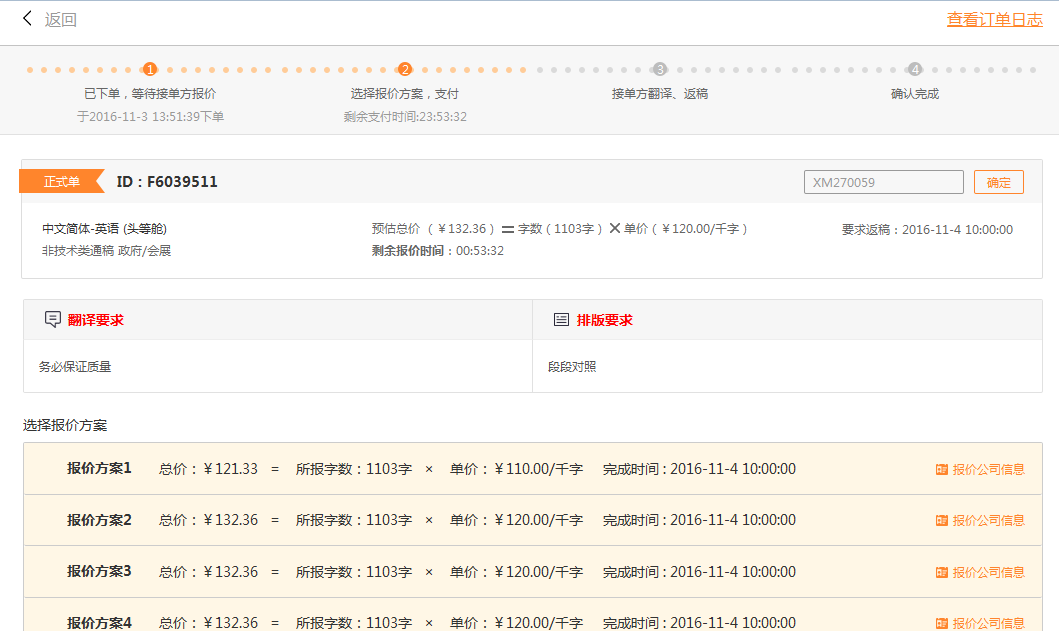 返回
查看订单日志
1 2 3 4
已下单，等待接单方报价 选择报价方案，支付 接单方翻译、返稿 确认完成
于2016-11-3 13:51:39下单 剩余支付时间:23:53:32
正式单 ID：F6039511 XM270059 确定
中文简体-英语 (头等舱) 预估总价 （￥132.36 ）= 字数 ( 1103字 ) × 单价 ( ￥120.00/千字 ) 要求返稿：2016-11-4 10:00:00
非技术类通稿 政府/会展 剩余报价时间：00:53:32
翻译要求 排版要求
务必保证质量 段段对照
选择报价方案
报价方案1 总价：￥121.33 = 所报字数：1103字 × 单价：￥110.00/千字 完成时间 : 2016-11-4 10:00:00 报价公司信息
报价方案2 总价：￥132.36 = 所报字数：1103字 × 单价：￥120.00/千字 完成时间 : 2016-11-4 10:00:00 报价公司信息
报价方案3 总价：￥132.36 = 所报字数：1103字 × 单价：￥120.00/千字 完成时间 : 2016-11-4 10:00:00 报价公司信息
报价方案4 总价：￥132.36 = 所报字数：1103字 × 单价：￥120.00/千字 完成时间 : 2016-11-4 10:00:00 报价公司信息